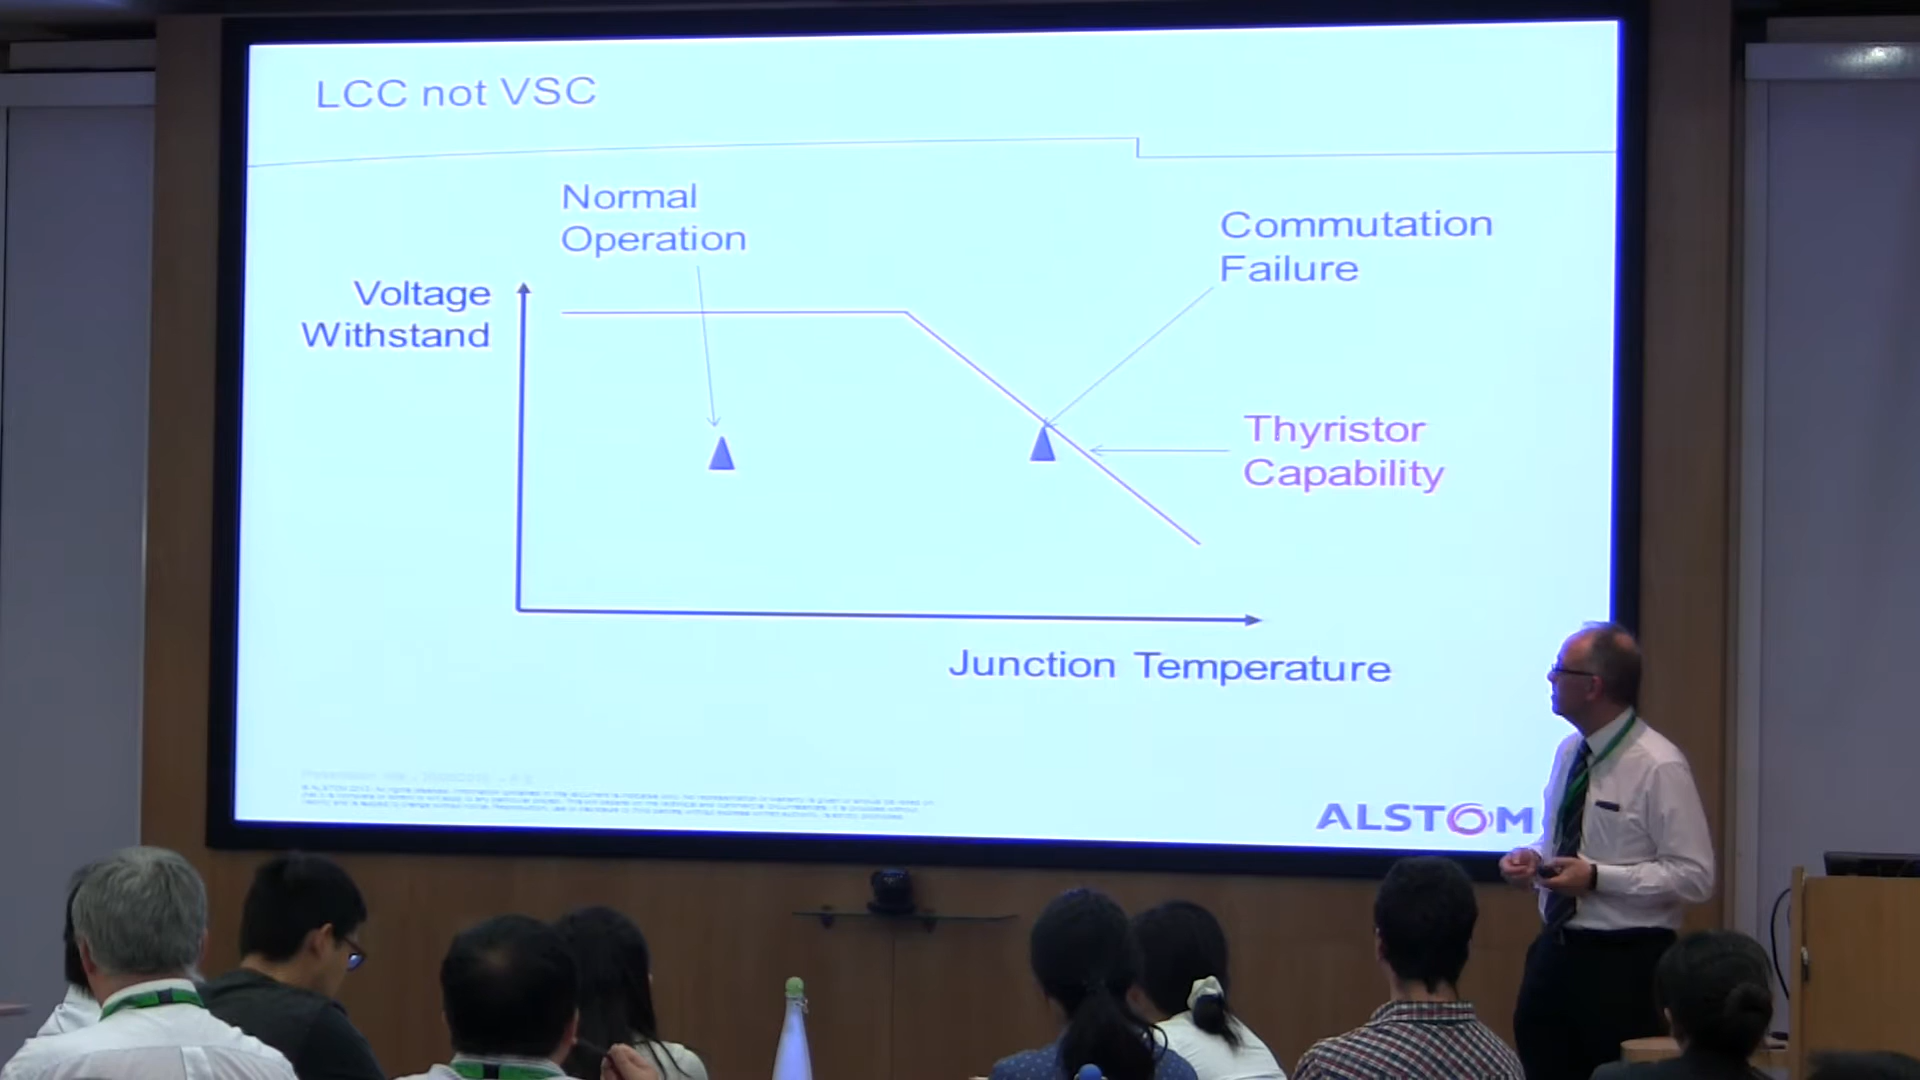 LCC not VSC
Normal
Operation
Commutation
Failure
Voltage
Withstand
Thyristor
Capability
Junction Temperature
ALSTOM